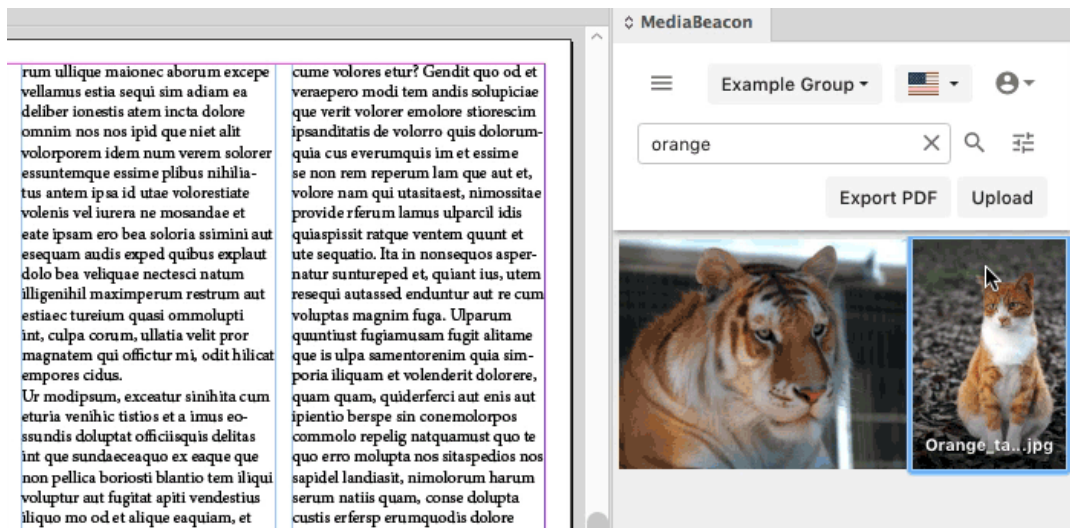 rum ullique maionec aborum excepe
vellamus estia sequi sim adiam ea
deliber ionestis atem incta dolore
omnim nos nos ipid que niet alit
volorporem idem num verem solorer
essuntemque essime plibus nihilia-
tus antem ipsa id utae volorestiate
volenis vel iurera ne mosandae et
eate ipsam ero bea soloria ssimini aut
esequam audis exped quibus explaut
dolo bea veliquae nectesci natum
illigenihil maximperum restrum aut
estiaec tureium quasi ommolupti
int, culpa corum, ullatia velit pror
magnatem qui offictur mi, odit hilicat
empores cidus.
Ur modipsum, exceatur sinihita cum
eturia venihic tistios et a imus eo-
ssundis doluptat officiisquis delitas
int que sundaeceaquo ex eaque que
non pellica boriosti blantio tem iliqui
voluptur aut fugitat apiti vendestius
iliquo mo od et alique eaquiam, et
cume volores etur? Gendit quo od et
veraepero modi tem andis solupiciae
que verit volorer emolore stiorescim
ipsanditatis de volorro quis dolorum-
quia cus everumquis im et essime
se non rem reperum lam que aut et,
volore nam qui utasitaest, nimossitae
provide rferum lamus ulparcil idis
quiaspissit ratque ventem quunt et
ute sequatio. Ita in nonsequos asper-
natur suntureped et, quiant ius, utem
resequi autassed enduntur aut re cum
voluptas magnim fuga. Ulparum
quuntiust fugiamusam fugit alitame
que is ulpa samentorenim quia sim-
poria iliquam et volenderit dolorere,
quam quam, quiderferci aut enis aut
ipientio berspe sin conemolorpos
commolo repelig natquamust quo te
quo erro molupta nos sitaspedios nos
sapidel landiasit, nimolorum harum
serum natiis quam, conse dolupta
custis erfersp erumquodis dolore
MediaBeacon
Example Group
orange
Export PDF Upload
Orange_ta...jpg